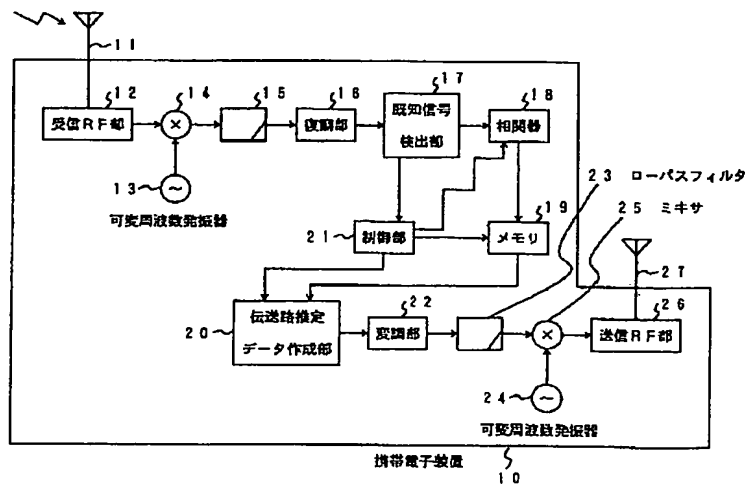 11
12
受信RF部
14
15
16
復調部
17
既知信号
検出部
18
相関器
13
可変周波数発振器
23 ローパスフィルタ
25 ミキサ
21
制御部
19
メモリ
27
20
伝送路推定
データ作成部
22
変調部
26
送信RF部
24
可変周波数発振器
携帯電子装置
10